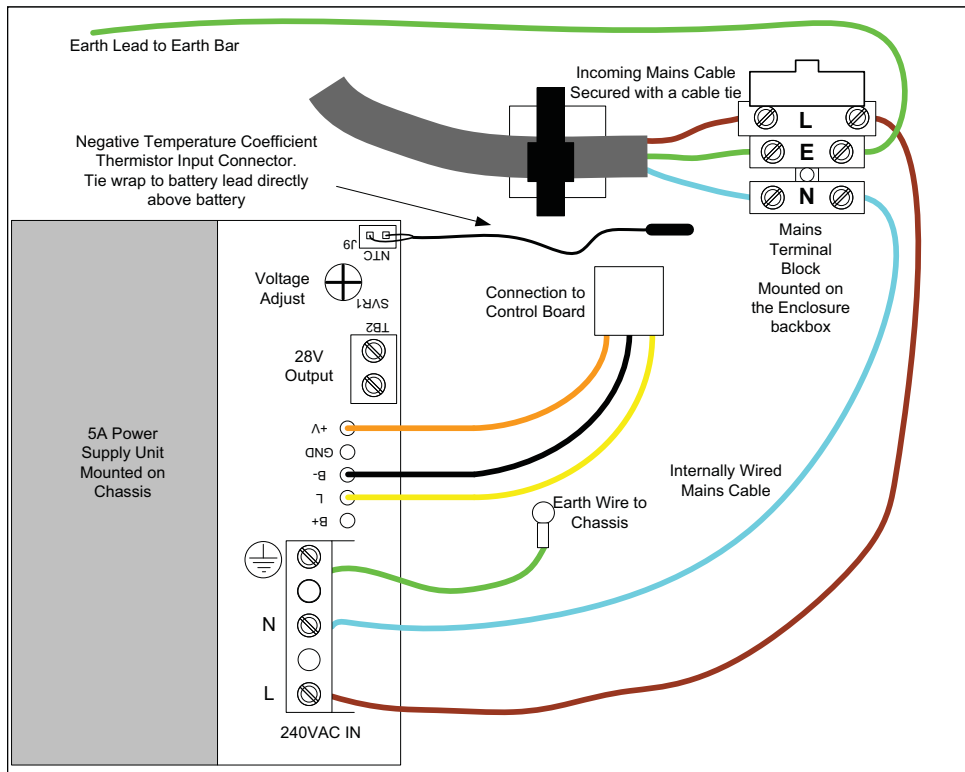 Earth Lead to Earth Bar
Incoming Mains Cable
Secured with a cable tie
L
E
N
Negative Temperature Coefficient
Thermistor Input Connector.
Tie wrap to battery lead directly
above battery
Mains
Terminal
Block
Mounted on
the Enclosure
backbox
J9
NTC
Voltage
Adjust
SVR1
Connection to
Control Board
TB2
28V
Output
5A Power
Supply Unit
Mounted on
Chassis
+V
GND
B-
L
B+
Internally Wired
Mains Cable
Earth Wire to
Chassis
N
L
240VAC IN